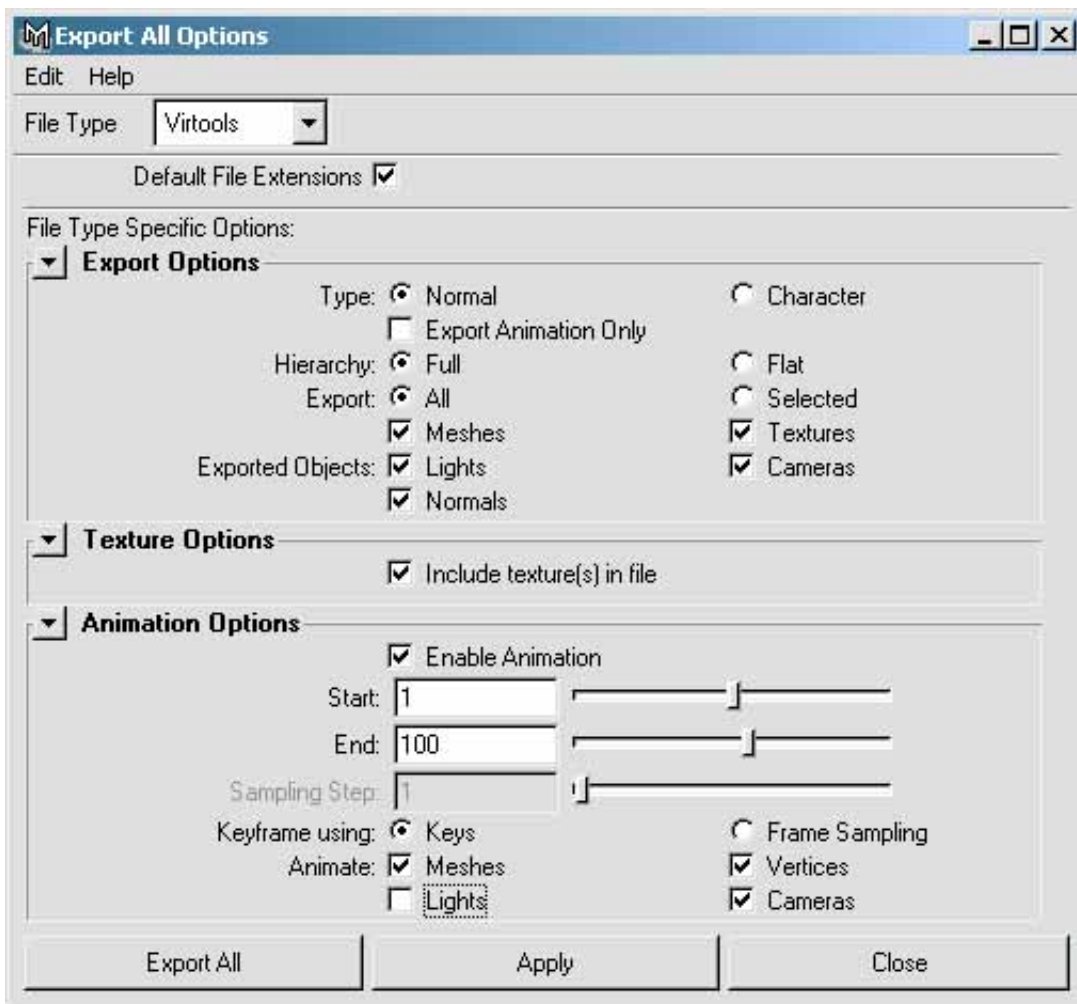 Export All Options
Edit Help
File Type Virtools
Default File Extensions
File Type Specific Options:
Export Options
Type: Normal Character
Export Animation Only
Hierarchy: Full Flat
Export: All Selected
Meshes Textures
Exported Objects: Lights Cameras
Normals
Texture Options
Include texture(s) in file
Animation Options
Enable Animation
Start: 1
End: 100
Sampling Step: 1
Keyframe using: Keys Frame Sampling
Animate: Meshes Vertices
Lights Cameras
Export All Apply Close